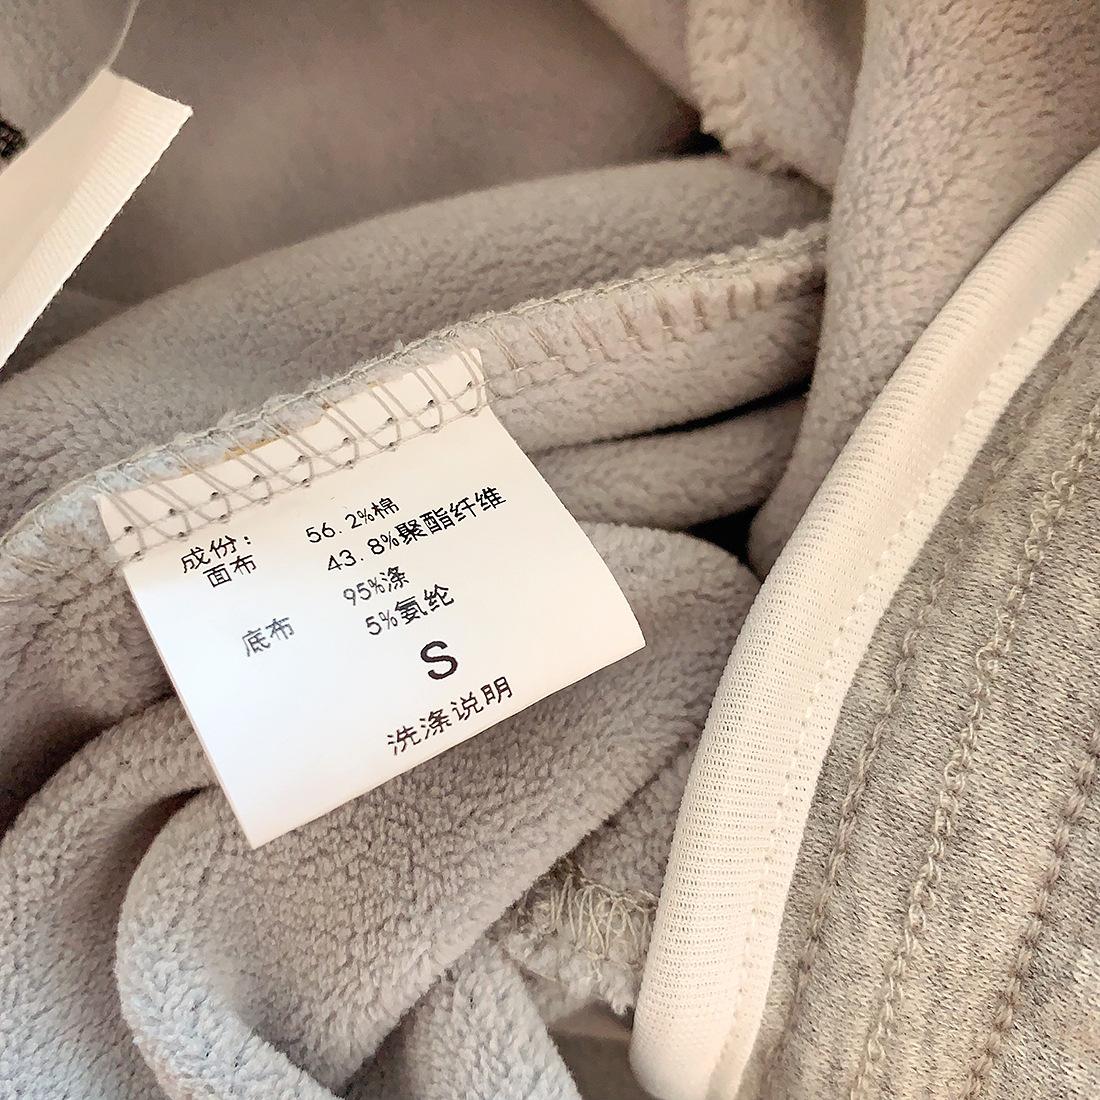 成份： 56.2%棉
面布 43.8%聚酯纤维
95%涤
底布 5%氨纶
S
洗涤说明